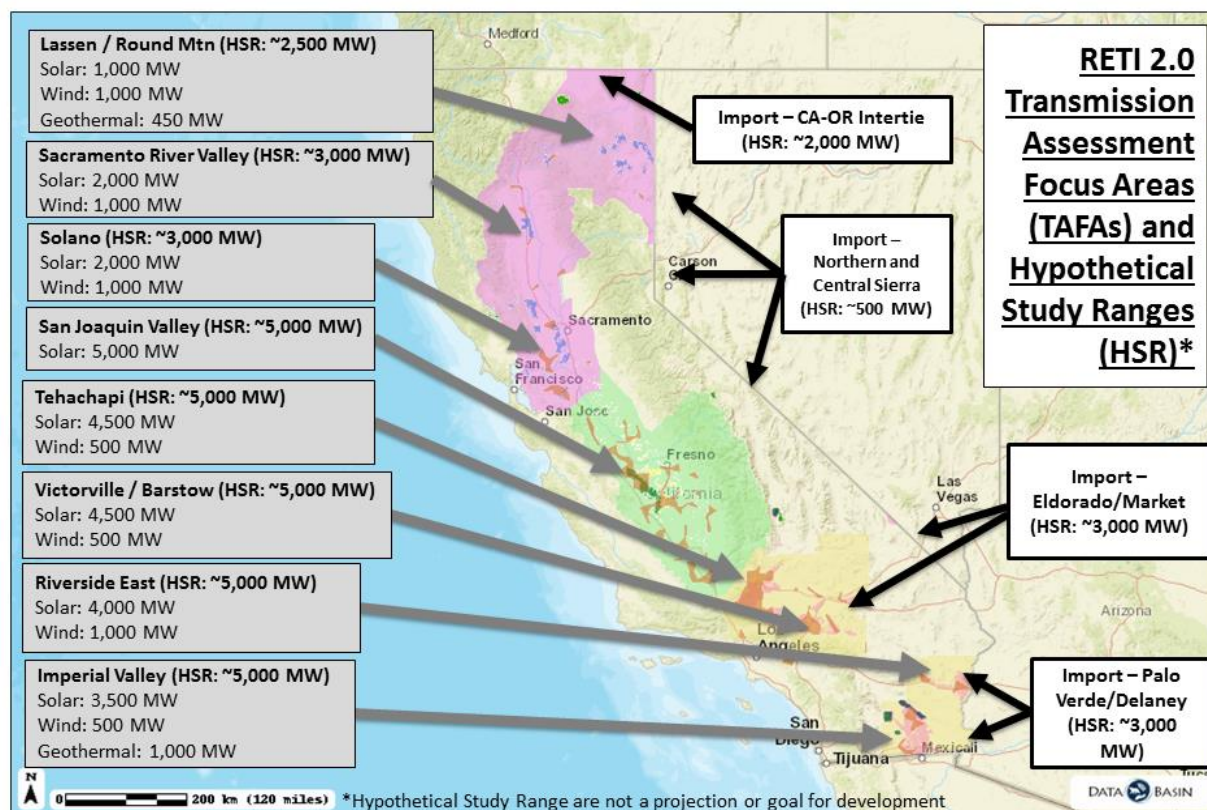 Lassen / Round Mtn (HSR: ~2,500 MW)
Solar: 1,000 MW
Wind: 1,000 MW
Geothermal: 450 MW
Sacramento River Valley (HSR: ~3,000 MW)
Solar: 2,000 MW
Wind: 1,000 MW
Solano (HSR: ~3,000 MW)
Solar: 2,000 MW
Wind: 1,000 MW
San Joaquin Valley (HSR: ~5,000 MW)
Solar: 5,000 MW
Tehachapi (HSR: ~5,000 MW)
Solar: 4,500 MW
Wind: 500 MW
Victorville / Barstow (HSR: ~5,000 MW)
Solar: 4,500 MW
Wind: 500 MW
Riverside East (HSR: ~5,000 MW)
Solar: 4,000 MW
Wind: 1,000 MW
Imperial Valley (HSR: ~5,000 MW)
Solar: 3,500 MW
Wind: 500 MW
Geothermal: 1,000 MW
Medford
Carson
Sacramento
San
Francisco
San Jose
Fresno
California
Las
Vegas
Los
Angeles
Arizona
San
Diego
Tijuana
Mexicali
Import – CA-OR Intertie
(HSR: ~2,000 MW)
Import –
Northern and
Central Sierra
(HSR: ~500 MW)
Import –
Eldorado/Market
(HSR: ~3,000 MW)
Import – Palo
Verde/Delaney
(HSR: ~3,000
MW)
RETI 2.0
Transmission
Assessment
Focus Areas
(TAFAs) and
Hypothetical
Study Ranges
(HSR)*
N
0 200 km (120 miles)
*Hypothetical Study Range are not a projection or goal for development
DATA BASIN